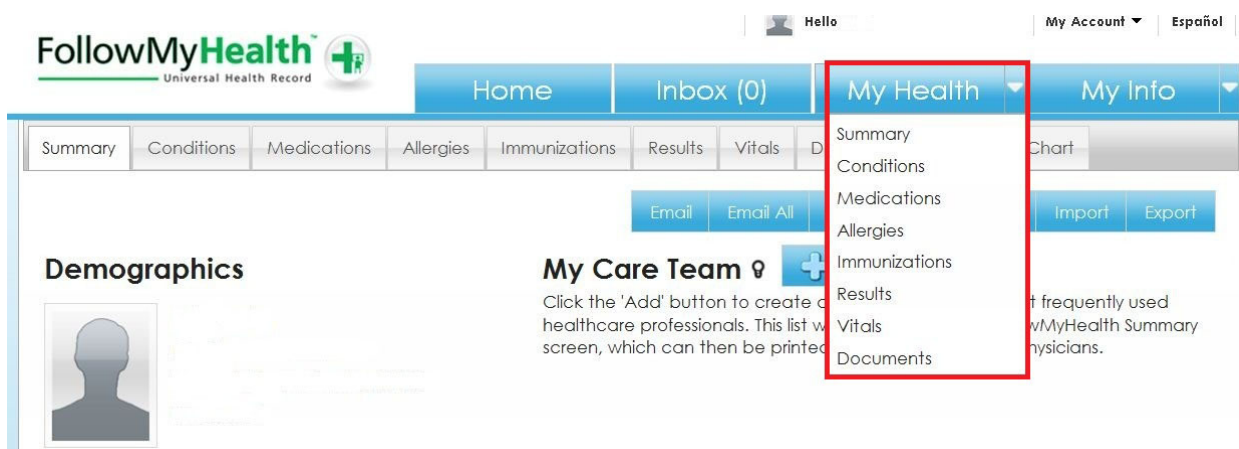 Hello
My Account Español
FollowMyHealth™
Universal Health Record
Home Inbox (0) My Health My Info
Summary Conditions Medications Allergies Immunizations Results Vitals D Chart
Summary
Conditions
Medications
Allergies
Immunizations
Results
Vitals
Documents
Email Email All Import Export
Demographics
My Care Team
Click the 'Add' button to create t frequently used
healthcare professionals. This list wMyHealth Summary
screen, which can then be printed hysicians.